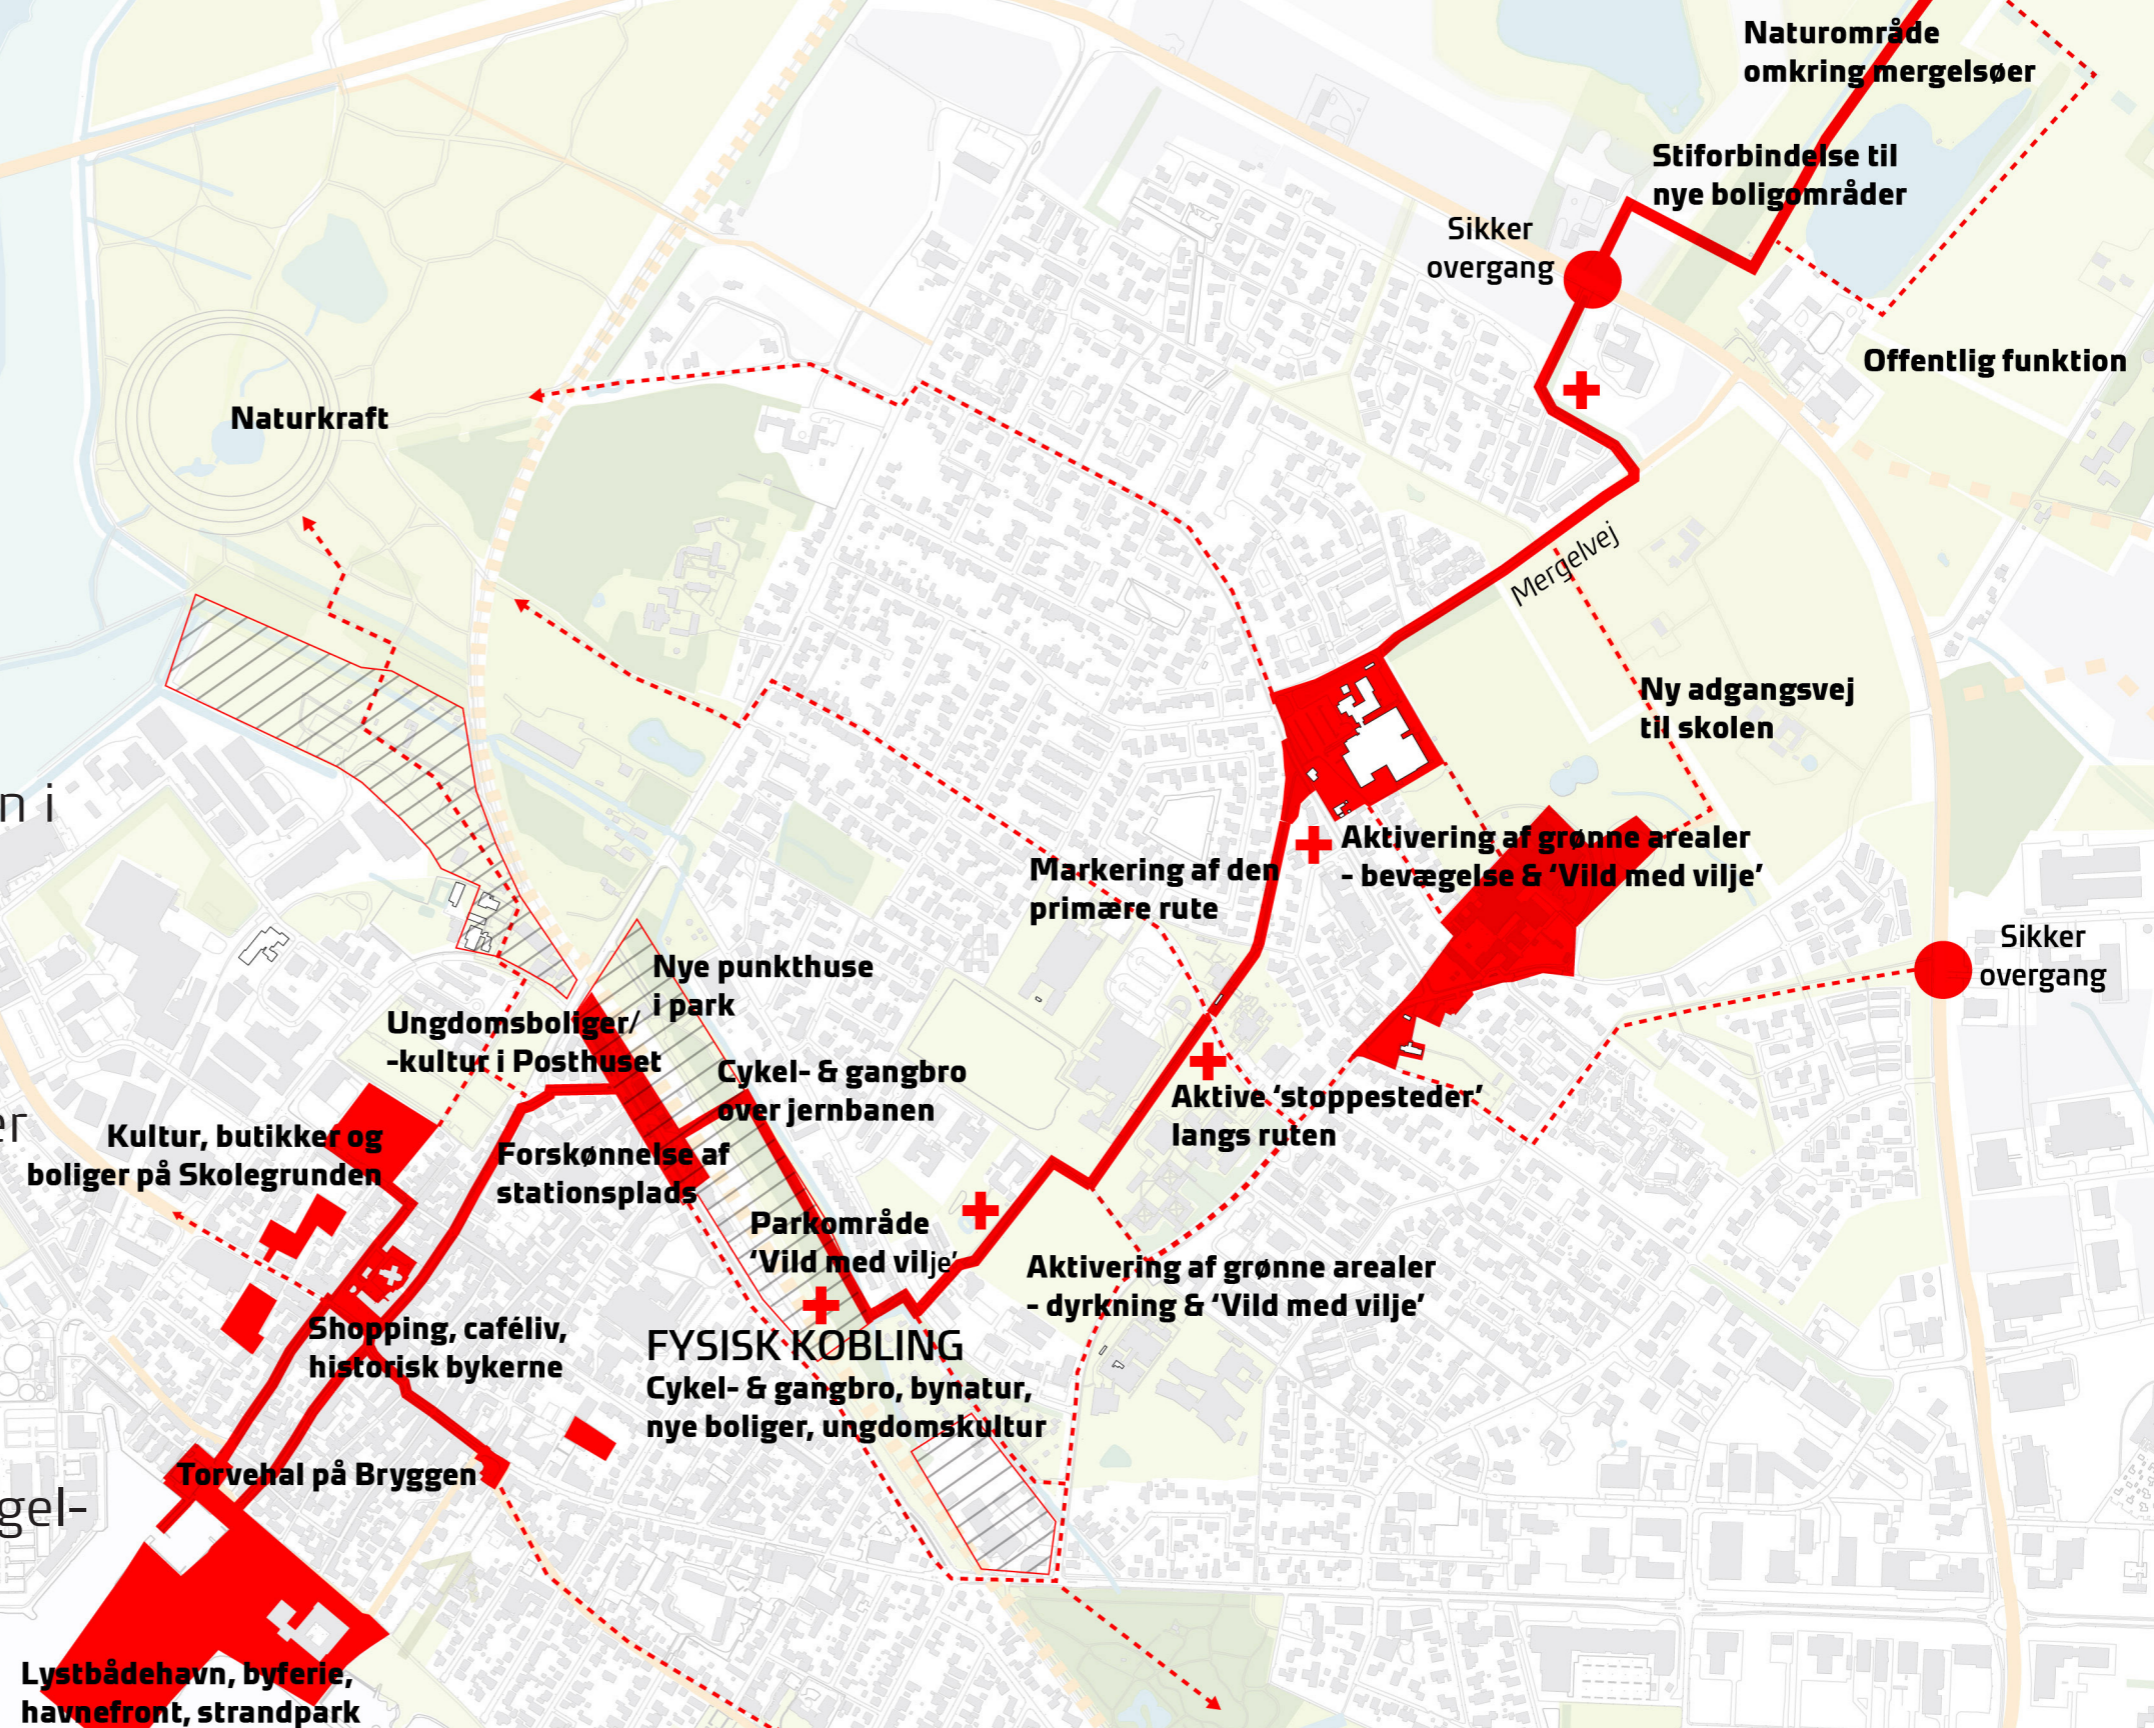 Naturområde
omkring mergelsøer
Stiforbindelse til
nye boligområder
Sikker
overgang
Offentlig funktion
Naturkraft
Mergelvej
Ny adgangsvej
til skolen
n i
Aktivering af grønne arealer
- bevægelse & ‘Vild med vilje’
Markering af den
primære rute
Sikker
overgang
Nye punkthuse
i park
Ungdomsboliger/
-kultur i Posthuset
Cykel- & gangbro
over jernbanen
Aktive ‘stoppesteder’
langs ruten
er
Kultur, butikker og
boliger på Skolegrunden
Forskønnelse af
stationsplads
Parkområde
‘Vild med vilje’
Aktivering af grønne arealer
- dyrkning & ‘Vild med vilje’
Shopping, caféliv,
historisk bykerne
FYSISK KOBLING
Cykel- & gangbro, bynatur,
nye boliger, ungdomskultur
Torvehal på Bryggen
gel-
Lystbådehavn, byferie,
havnefront, strandpark